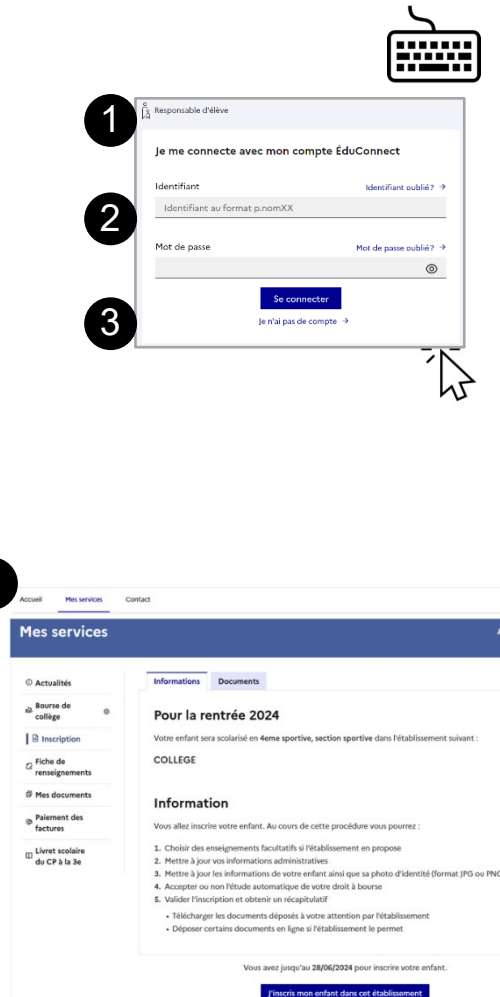 1
Responsable d'élève
Je me connecte avec mon compte ÉduConnect
Identifiant
Identifiant oublié? →
2
Identifiant au format p.nomXX
Mot de passe
Mot de passe oublié? →
Se connecter
3
Je n'ai pas de compte →
Accueil Mes services Contact
Mes services
Actualités
Bourse de
collège
Inscription
Fiche de
renseignements
Mes documents
Paiement des
factures
Livret scolaire
du CP à la 3e
Informations Documents
Pour la rentrée 2024
Votre enfant sera scolarisé en 4eme sportive, section sportive dans l'établissement suivant :
COLLEGE
Information
Vous allez inscrire votre enfant. Au cours de cette procédure vous pourrez :
1. Choisir des enseignements facultatifs si l'établissement en propose
2. Mettre à jour vos informations administratives
3. Mettre à jour les informations de votre enfant ainsi que sa photo d'identité (format JPG ou PNG
4. Accepter ou non l'étude automatique de votre droit à bourse
5. Valider l'inscription et obtenir un récapitulatif
• Télécharger les documents déposés à votre attention par l'établissement
• Déposer certains documents en ligne si l'établissement le permet
Vous avez jusqu'au 28/06/2024 pour inscrire votre enfant.
J'inscris mon enfant dans cet établissement